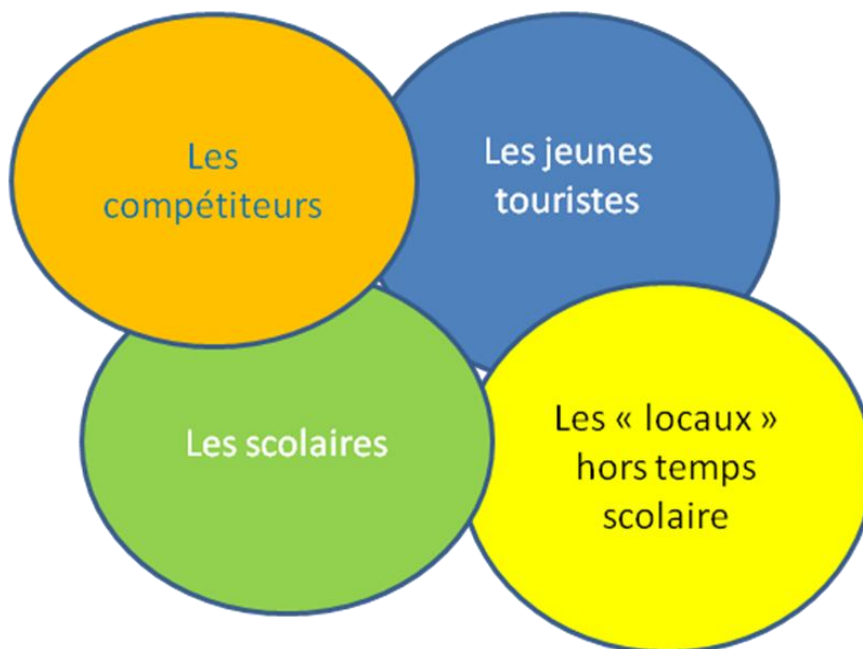 Les
compétiteurs
Les jeunes
touristes
Les scolaires
Les « locaux »
hors temps
scolaire